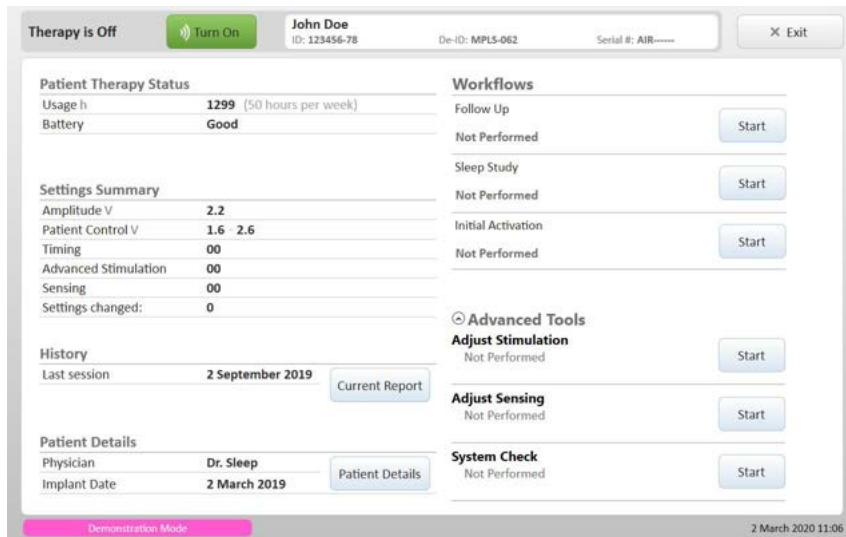 Therapy is Off
Turn On
John Doe
ID: 123456-78 De-ID: MPLS-062 Serial #: AIR------
× Exit
Patient Therapy Status
Usage h 1299 (50 hours per week)
Battery Good
Settings Summary
Amplitude V 2.2
Patient Control V 1.6 - 2.6
Timing 00
Advanced Stimulation 00
Sensing 00
Settings changed: 0
History
Last session 2 September 2019
Current Report
Patient Details
Physician Dr. Sleep
Implant Date 2 March 2019
Patient Details
Workflows
Follow Up
Not Performed
Start
Sleep Study
Not Performed
Start
Initial Activation
Not Performed
Start
Advanced Tools
Adjust Stimulation
Not Performed
Start
Adjust Sensing
Not Performed
Start
System Check
Not Performed
Start
Demonstration Mode
2 March 2020 11:06